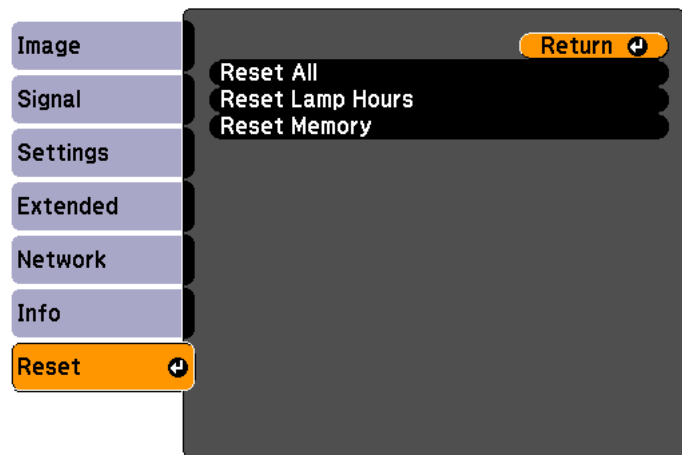 Image
Signal
Settings
Extended
Network
Info
Reset
Return
Reset All
Reset Lamp Hours
Reset Memory